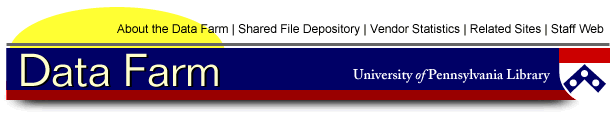 About the Data Farm | Shared File Depository | Vendor Statistics | Related Sites | Staff Web
Data Farm
University of Pennsylvania Library